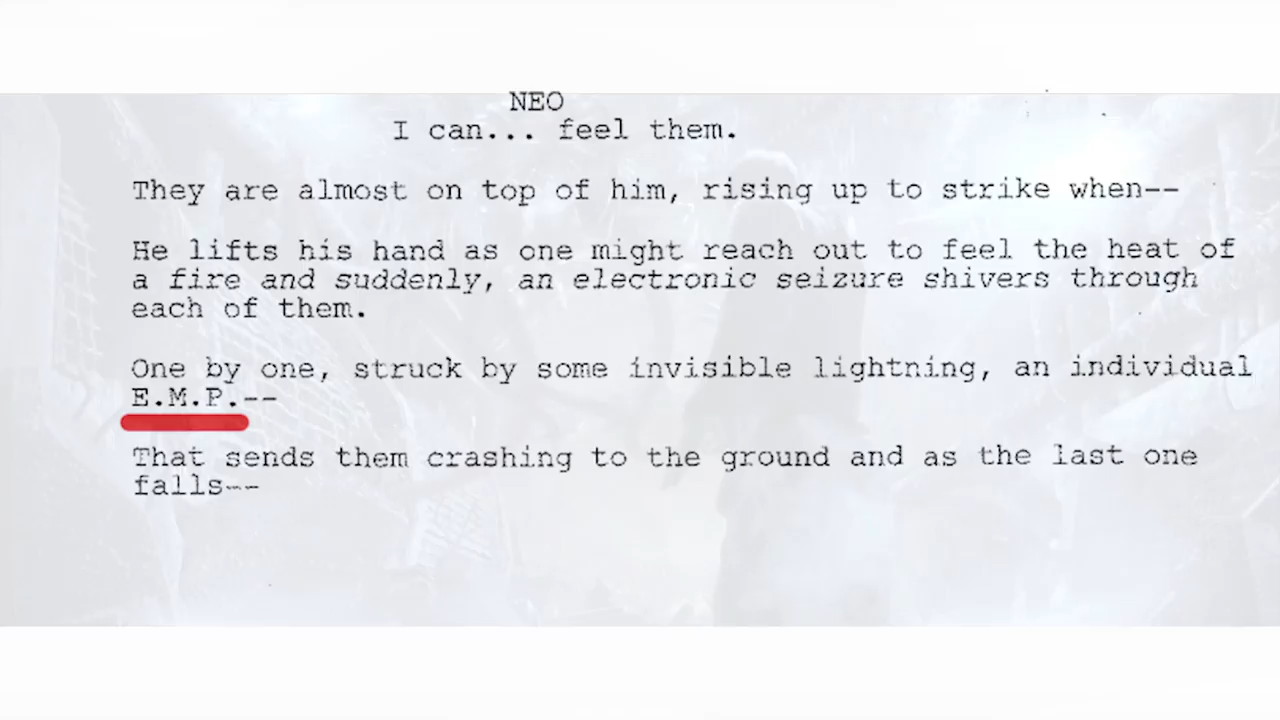 NEO
I can... feel them.
They are almost on top of him, rising up to strike when--
He lifts his hand as one might reach out to feel the heat of
a fire and suddenly, an electronic seizure shivers through
each of them.
One by one, struck by some invisible lightning, an individual
E.M.P.--
That sends them crashing to the ground and as the last one
falls--